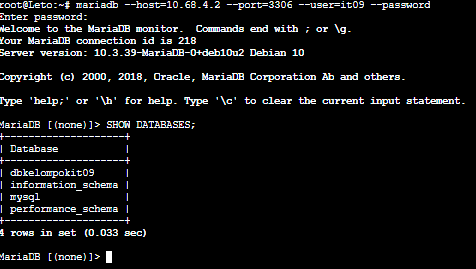 root@Leto:~# mariadb --host=10.68.4.2 --port=3306 --user=it09 --password
Enter password:
Welcome to the MariaDB monitor.  Commands end with ; or \g.
Your MariaDB connection id is 218
Server version: 10.3.39-MariaDB-0+deb10u2 Debian 10

Copyright (c) 2000, 2018, Oracle, MariaDB Corporation Ab and others.

Type 'help;' or '\h' for help. Type '\c' to clear the current input statement.

MariaDB [(none)]> SHOW DATABASES;
+--------------------+
| Database           |
+--------------------+
| dbkelompokit09     |
| information_schema |
| mysql              |
| performance_schema |
+--------------------+
4 rows in set (0.033 sec)

MariaDB [(none)]>